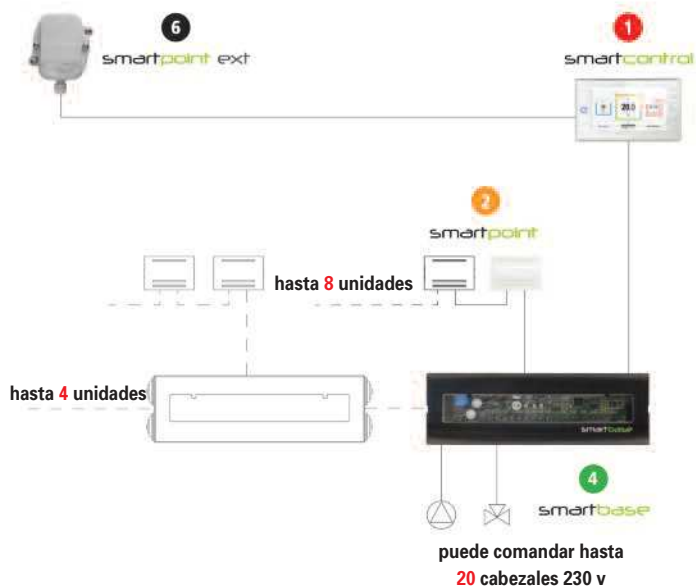 6
smartpoint ext
1
smartcontrol
20.0
2
smartpoint
hasta 8 unidades
hasta 4 unidades
smartbase
4
smartbase
puede comandar hasta
20 cabezales 230 v